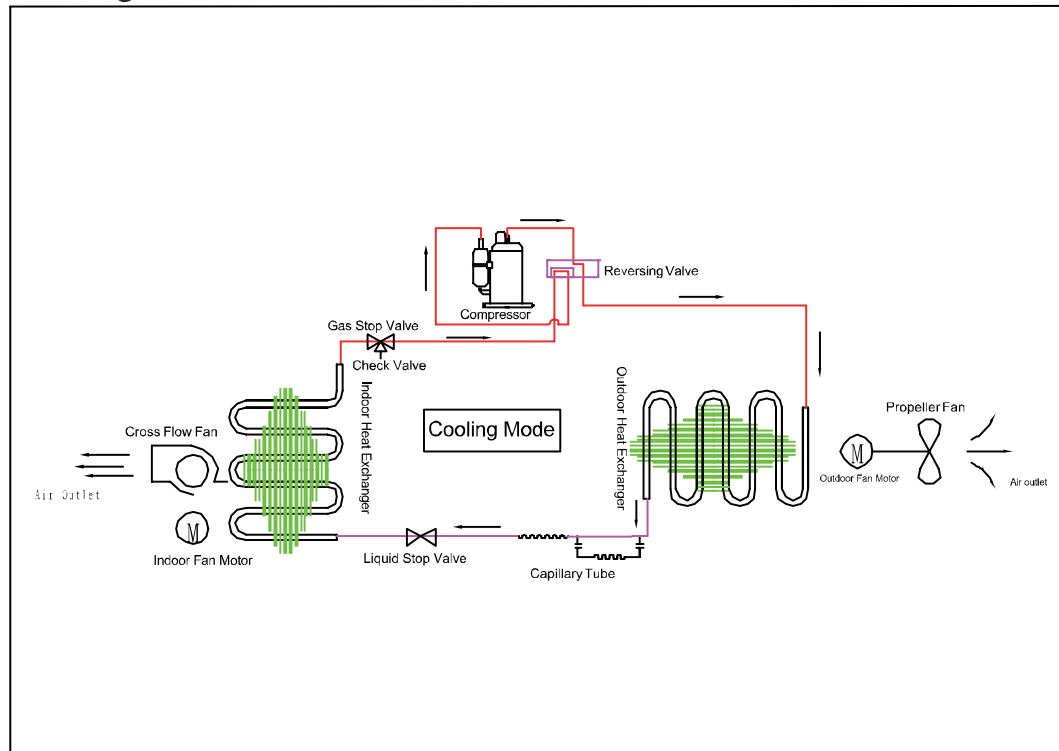 Reversing Valve
Compressor
Gas Stop Valve
Check Valve
Indoor Heat Exchanger
Outdoor Heat Exchanger
Cooling Mode
Propeller Fan
Cross Flow Fan
M
Outdoor Fan Motor
Air outlet
Air Outlet
M
Indoor Fan Motor
Liquid Stop Valve
Capillary Tube